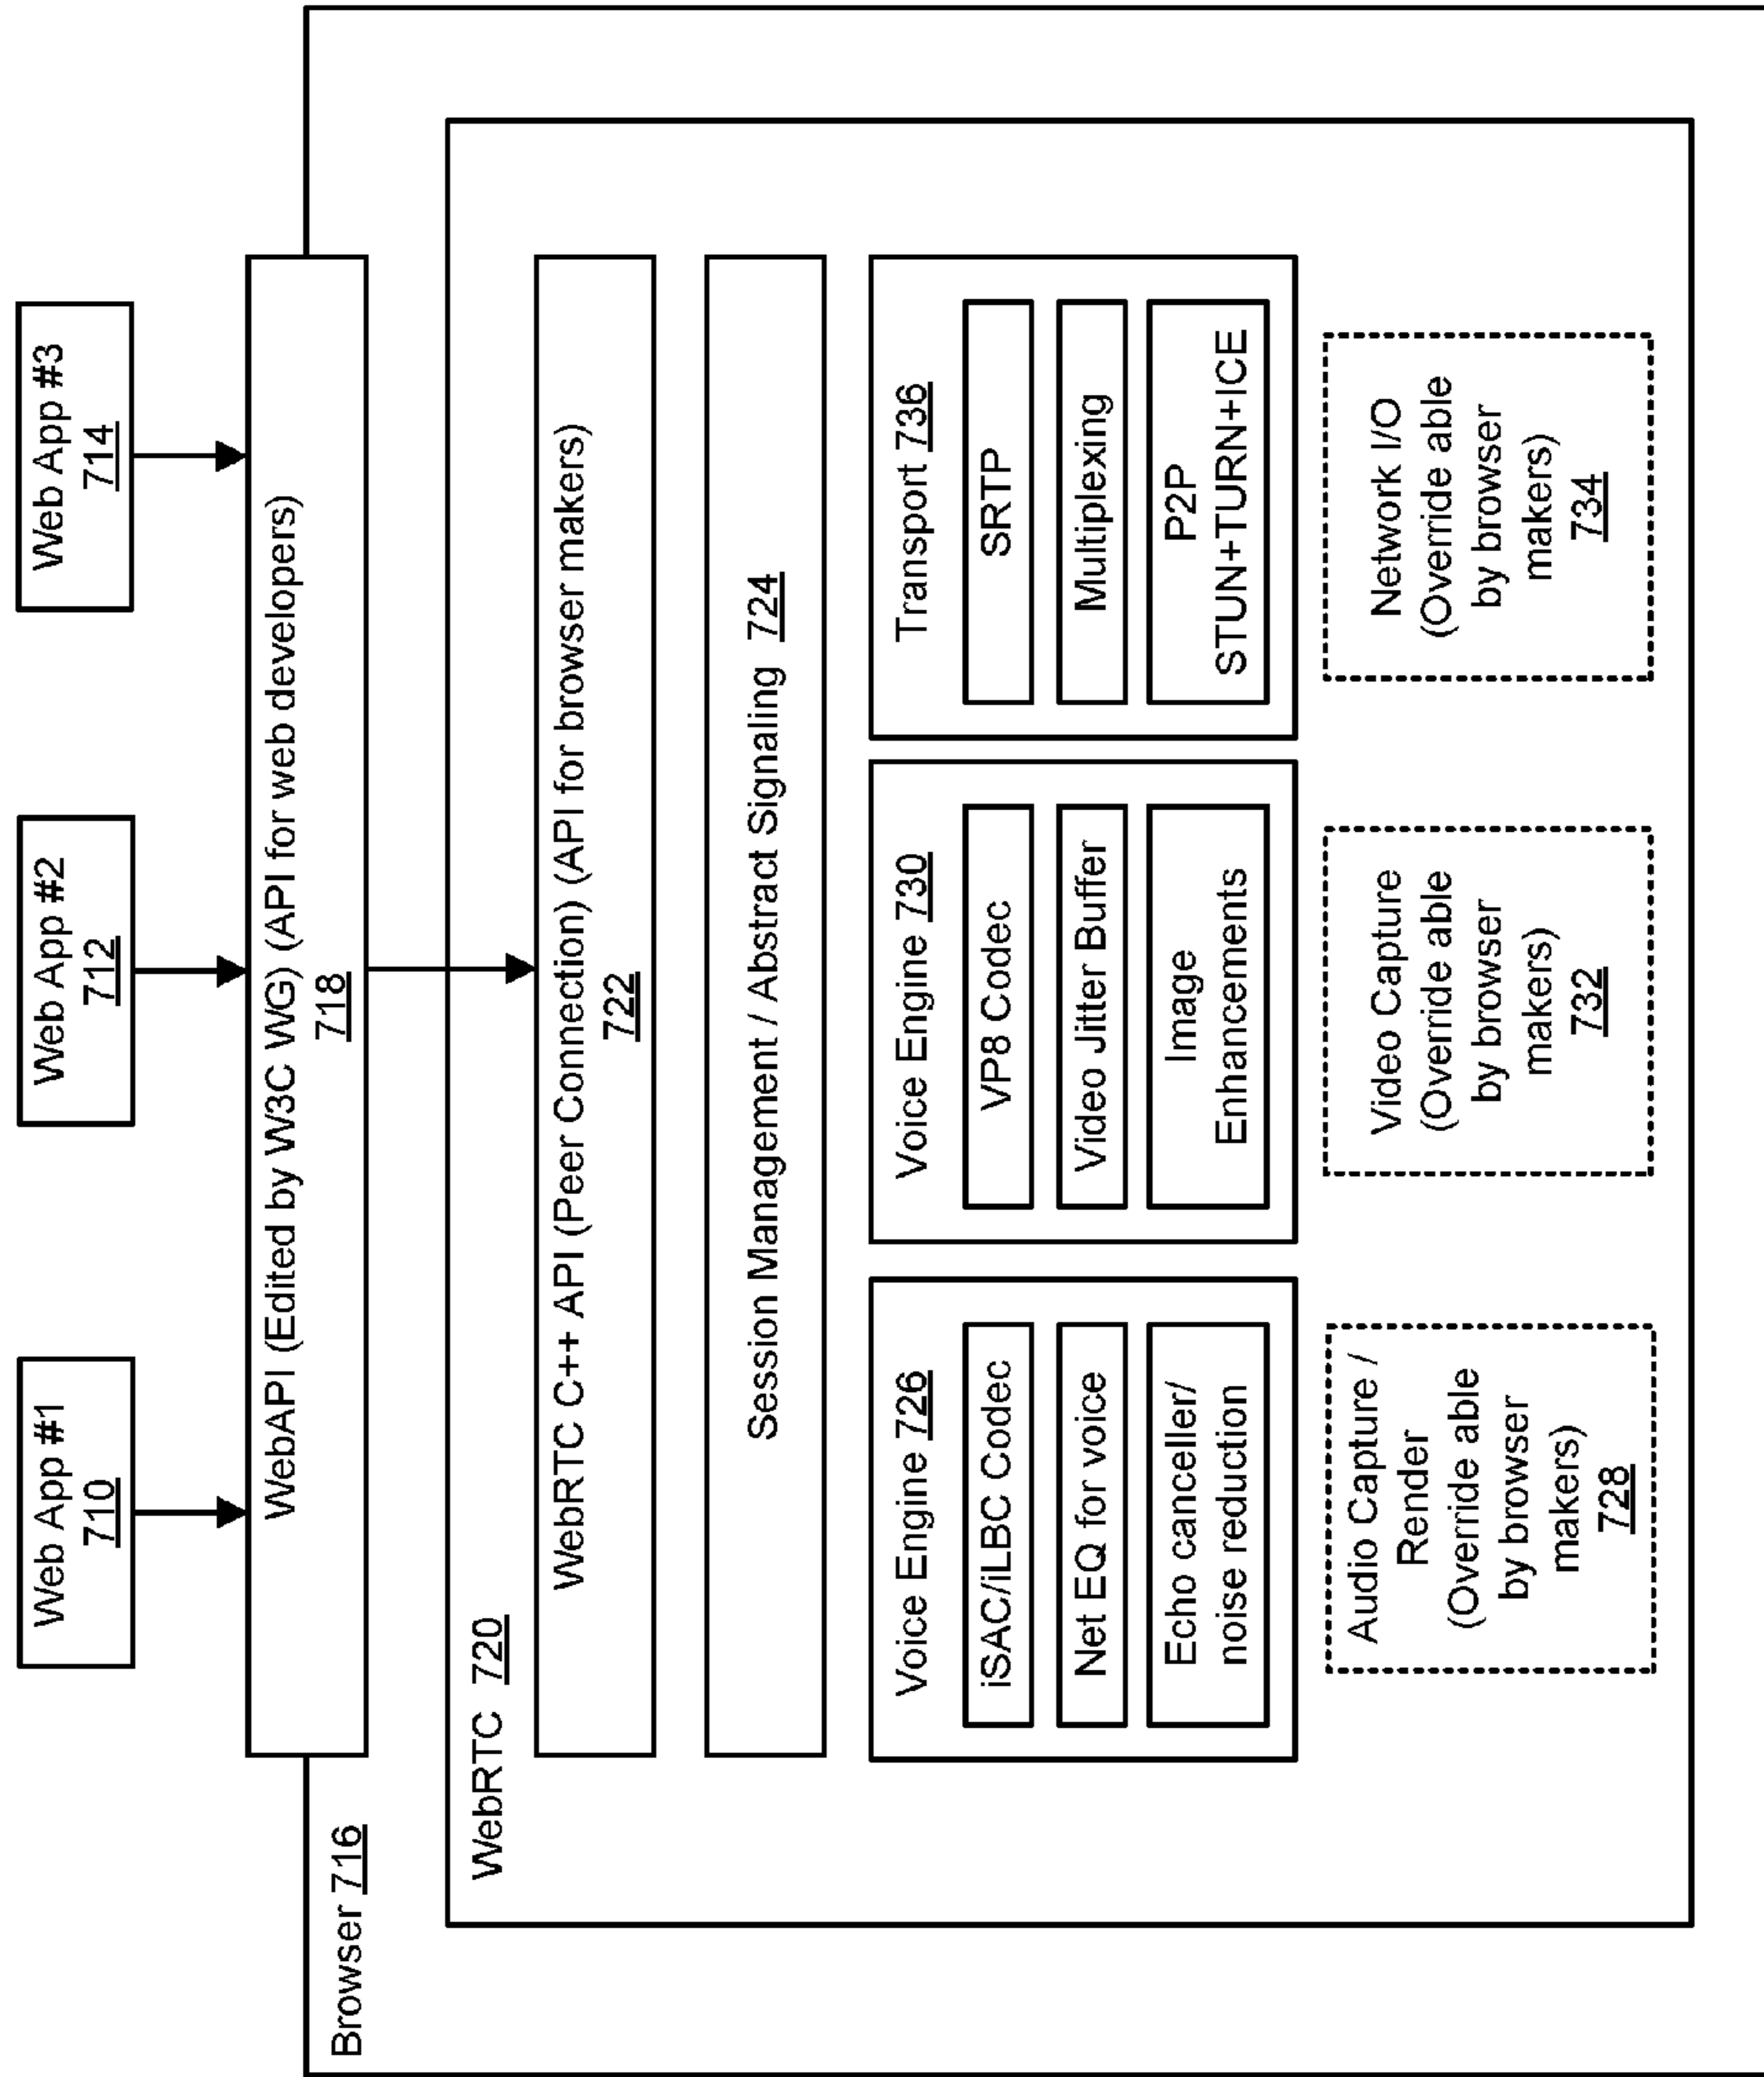 Web App #1
710
Web App #2
712
Web App #3
714
WebAPI (Edited by W3C WG) (API for web developers)
718
Browser 716
WebRTC 720
WebRTC C++ API (Peer Connection) (API for browser makers)
722
Session Management / Abstract Signaling 724
Voice Engine 726
iSAC/iLBC Codec
Net EQ for voice
Echo canceller/
noise reduction
Voice Engine 730
VP8 Codec
Video Jitter Buffer
Image
Enhancements
Transport 736
SRTP
Multiplexing
P2P
STUN+TURN+ICE
Audio Capture /
Render
(Override able
by browser
makers)
728
Video Capture
(Override able
by browser
makers)
732
Network I/O
(Override able
by browser
makers)
734